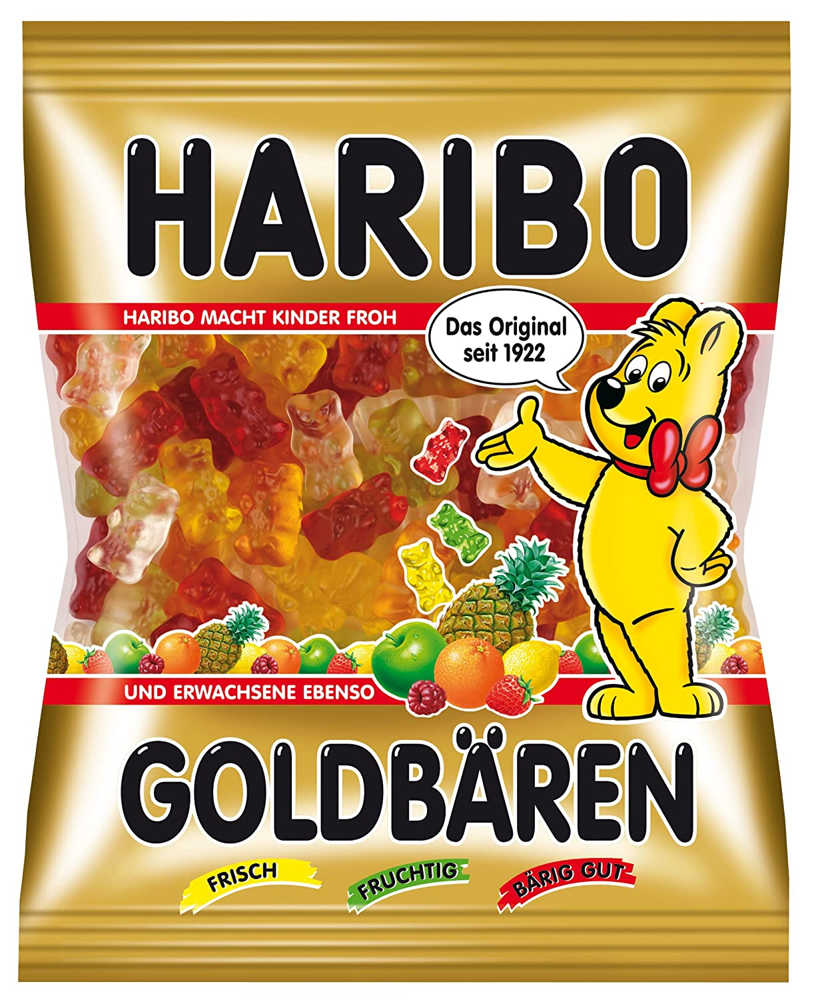 HARIBO
HARIBO MACHT KINDER FROH
Das Original
seit 1922
UND ERWACHSENE EBENSO
GOLDBÄREN
FRISCH
FRUCHTIG
BÄRIG GUT